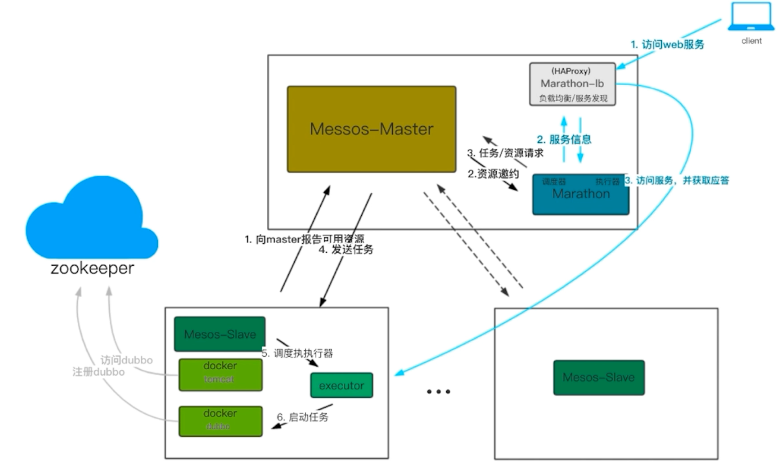 client
1. 访问web服务
(HAProxy)
Marathon-lb
负载均衡/服务发现
Messos-Master
2. 服务信息
3. 任务/资源请求
2.资源邀约
调度器
执行器
3. 访问服务，并获取应答
Marathon
zookeeper
1. 向master报告可用资源
4. 发送任务
Mesos-Slave
5. 调度执执行器
访问dubbo
注册dubbo
docker
executor
docker
6. 启动任务
...
Mesos-Slave